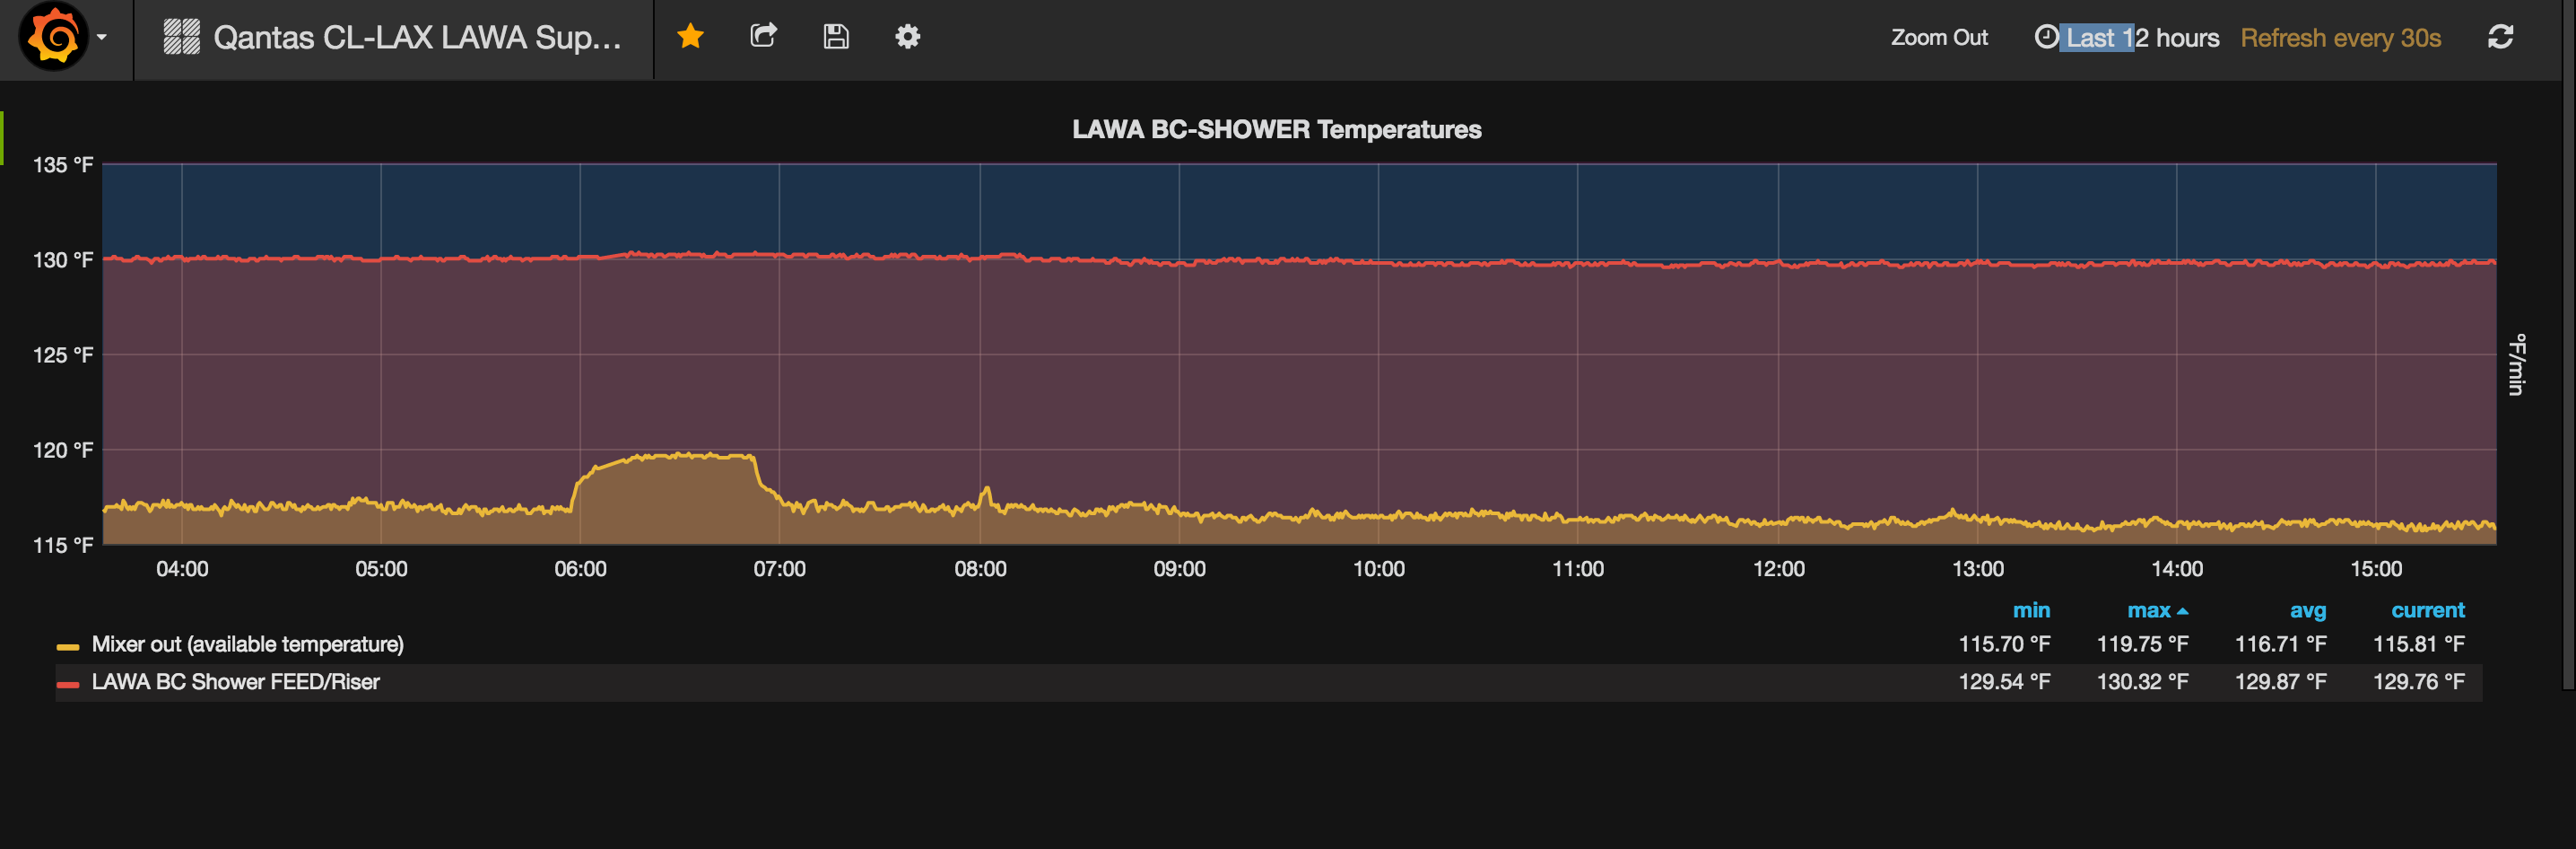 Qantas CL-LAX LAWA Sup...
Zoom Out Last 12 hours Refresh every 30s
LAWA BC-SHOWER Temperatures
135 °F
130 °F
125 °F
120 °F
115 °F
°F/min
04:00 05:00 06:00 07:00 08:00 09:00 10:00 11:00 12:00 13:00 14:00 15:00
min max avg current
Mixer out (available temperature) 115.70 °F 119.75 °F 116.71 °F 115.81 °F
LAWA BC Shower FEED/Riser 129.54 °F 130.32 °F 129.87 °F 129.76 °F